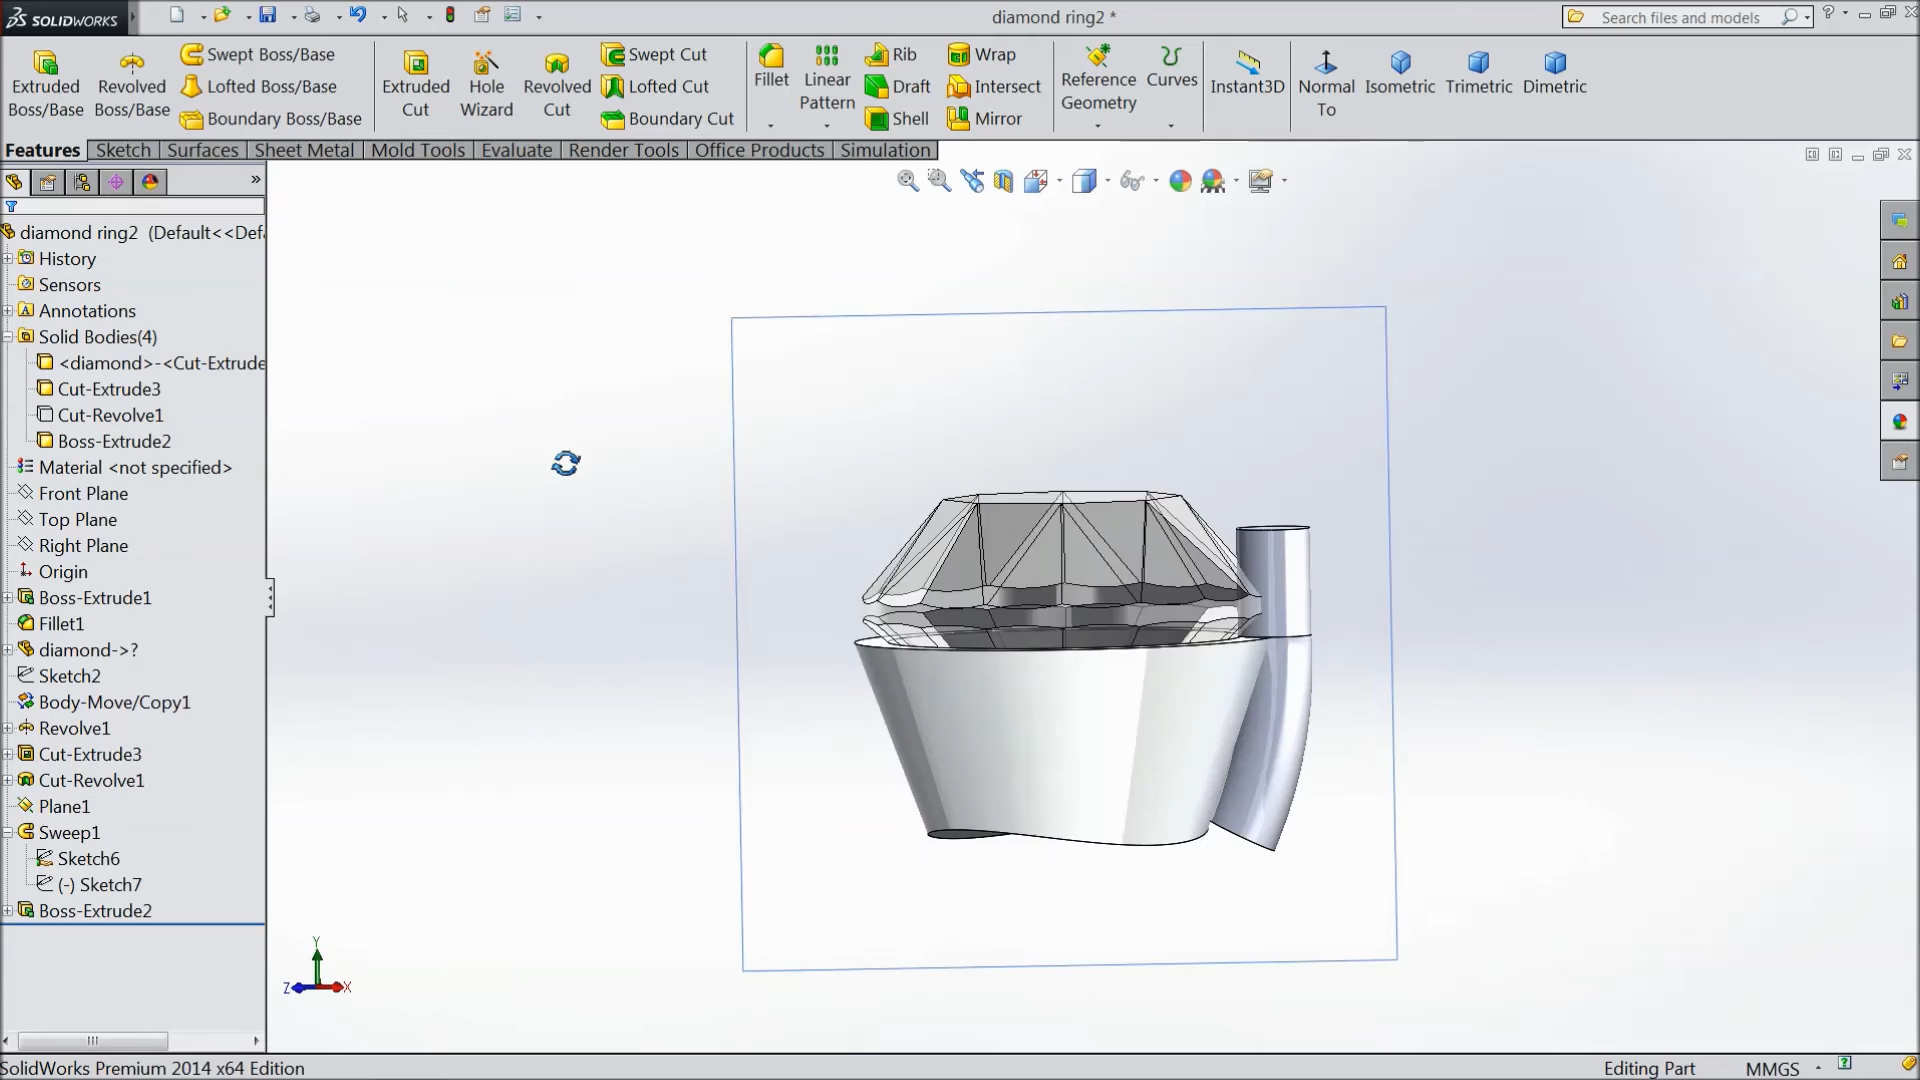 SOLIDWORKS
diamond ring2 *
Search files and models
Extruded Boss/Base
Revolved Boss/Base
Swept Boss/Base
Lofted Boss/Base
Boundary Boss/Base
Extruded Cut
Hole Wizard
Revolved Cut
Swept Cut
Lofted Cut
Boundary Cut
Fillet
Linear Pattern
Rib
Draft
Shell
Wrap
Intersect
Mirror
Reference Geometry
Curves
Instant3D
Normal To
Isometric
Trimetric
Dimetric
Features
Sketch
Surfaces
Sheet Metal
Mold Tools
Evaluate
Render Tools
Office Products
Simulation
diamond ring2 (Default<<Def
History
Sensors
Annotations
Solid Bodies(4)
<diamond>-<Cut-Extrude
Cut-Extrude3
Cut-Revolve1
Boss-Extrude2
Material <not specified>
Front Plane
Top Plane
Right Plane
Origin
Boss-Extrude1
Fillet1
diamond->?
Sketch2
Body-Move/Copy1
Revolve1
Cut-Extrude3
Cut-Revolve1
Plane1
Sweep1
Sketch6
(-) Sketch7
Boss-Extrude2
Y
Z
X
SolidWorks Premium 2014 x64 Edition
Editing Part
MMGS